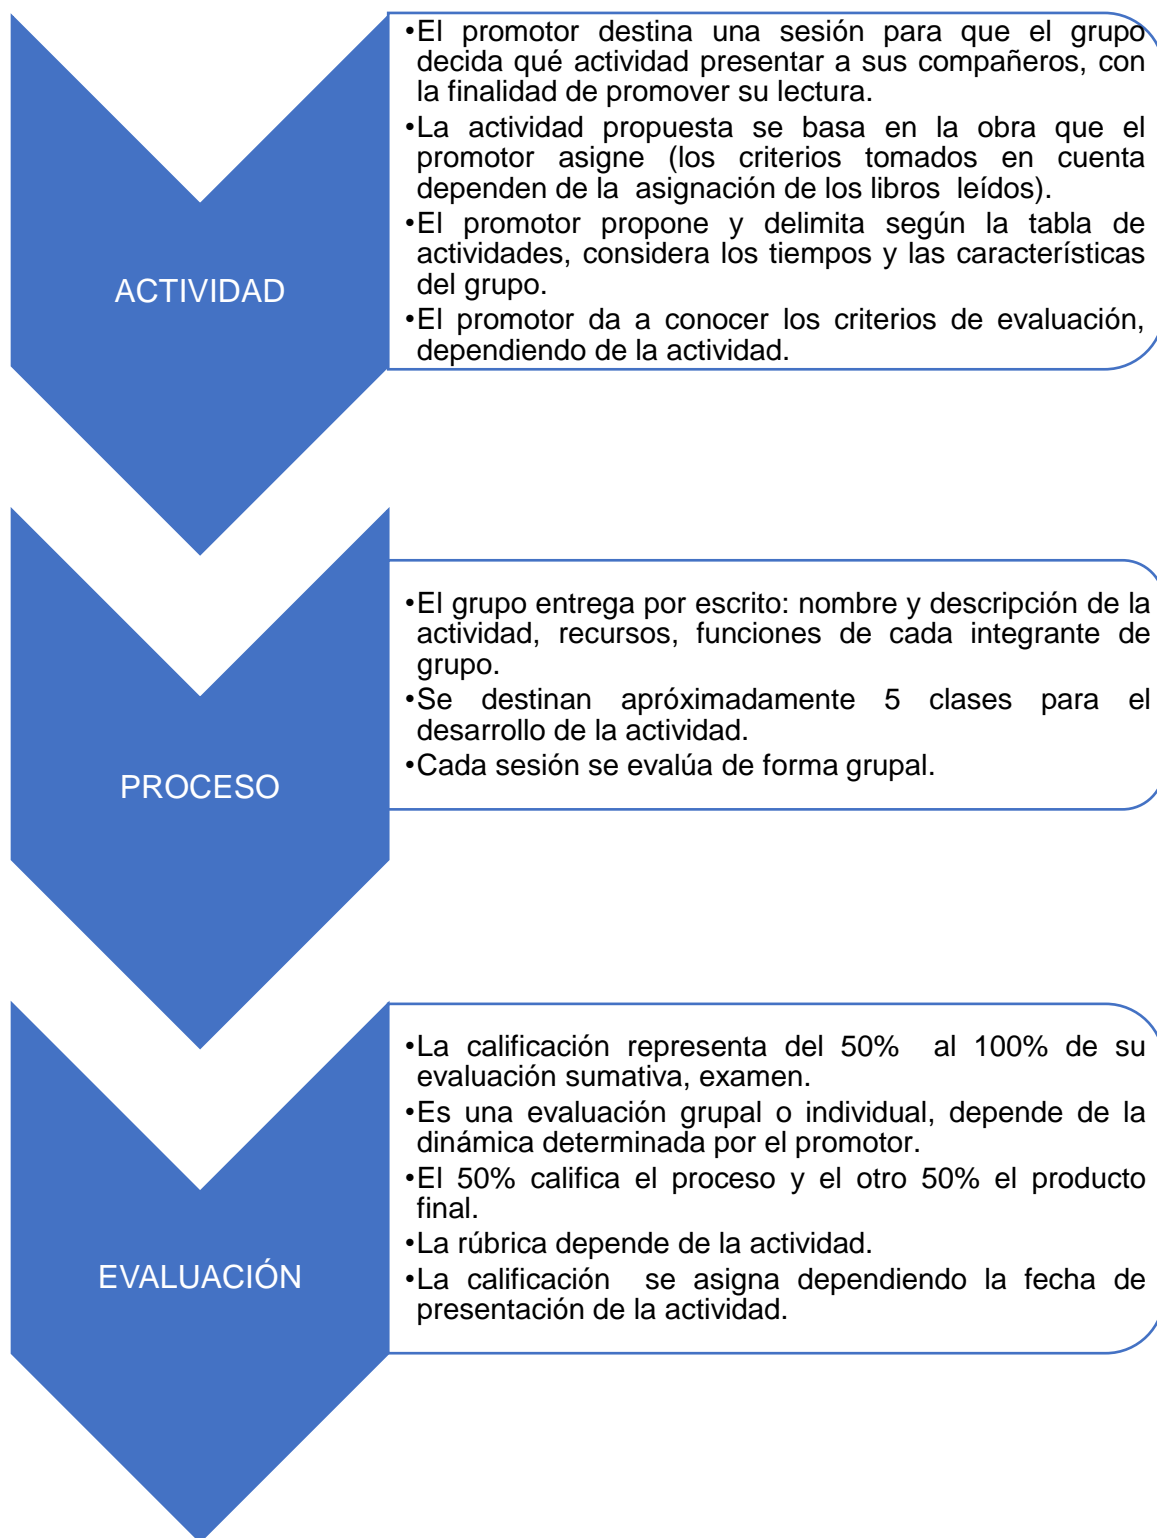 ACTIVIDAD
•El promotor destina una sesión para que el grupo
decida qué actividad presentar a sus compañeros, con
la finalidad de promover su lectura.
•La actividad propuesta se basa en la obra que el
promotor asigne (los criterios tomados en cuenta
dependen de la  asignación de los libros  leídos).
•El promotor propone y delimita según la tabla de
actividades, considera los tiempos y las características
del grupo.
•El promotor da a conocer los criterios de evaluación,
dependiendo de la actividad.
PROCESO
•El grupo entrega por escrito: nombre y descripción de la
actividad, recursos, funciones de cada integrante de
grupo.
•Se destinan apróximadamente 5 clases para el
desarrollo de la actividad.
•Cada sesión se evalúa de forma grupal.
EVALUACIÓN
•La calificación representa del 50%  al 100% de su
evaluación sumativa, examen.
•Es una evaluación grupal o individual, depende de la
dinámica determinada por el promotor.
•El 50% califica el proceso y el otro 50% el producto
final.
•La rúbrica depende de la actividad.
•La calificación  se asigna dependiendo la fecha de
presentación de la actividad.